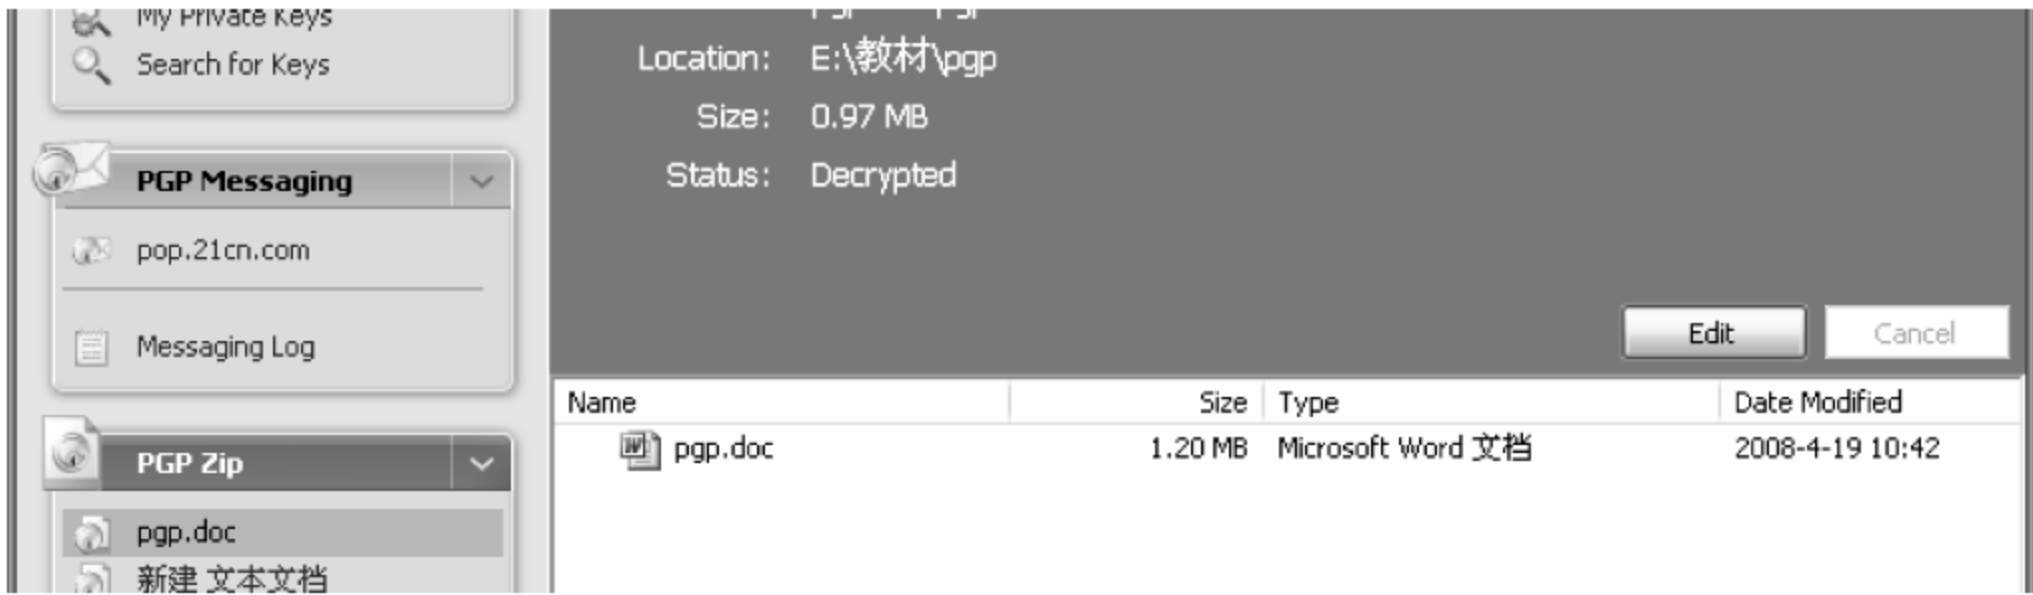 My Private Keys
Search for Keys
PGP Messaging
pop.21cn.com
Messaging Log
PGP Zip
pgp.doc
新建 文本文档
Location: E:\教材\pgp
Size: 0.97 MB
Status: Decrypted
Edit Cancel
Name Size Type Date Modified
pgp.doc 1.20 MB Microsoft Word 文档 2008-4-19 10:42